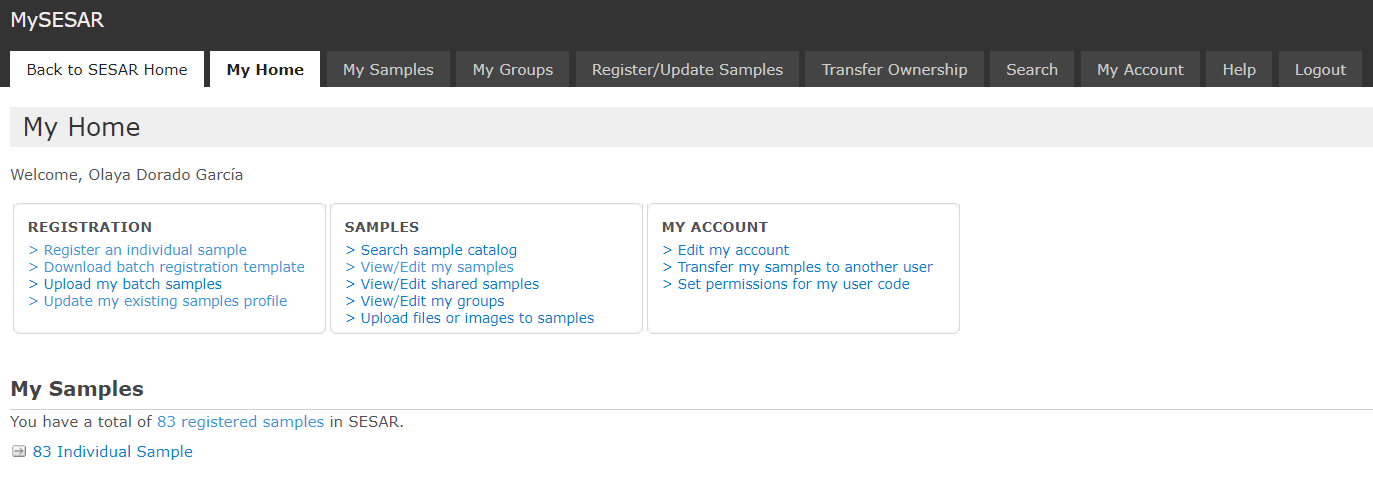 MySESAR
Back to SESAR Home My Home My Samples My Groups Register/Update Samples Transfer Ownership Search My Account Help Logout
My Home
Welcome, Olaya Dorado García
REGISTRATION
> Register an individual sample
> Download batch registration template
> Upload my batch samples
> Update my existing samples profile
SAMPLES
> Search sample catalog
> View/Edit my samples
> View/Edit shared samples
> View/Edit my groups
> Upload files or images to samples
MY ACCOUNT
> Edit my account
> Transfer my samples to another user
> Set permissions for my user code
My Samples
You have a total of 83 registered samples in SESAR.
83 Individual Sample